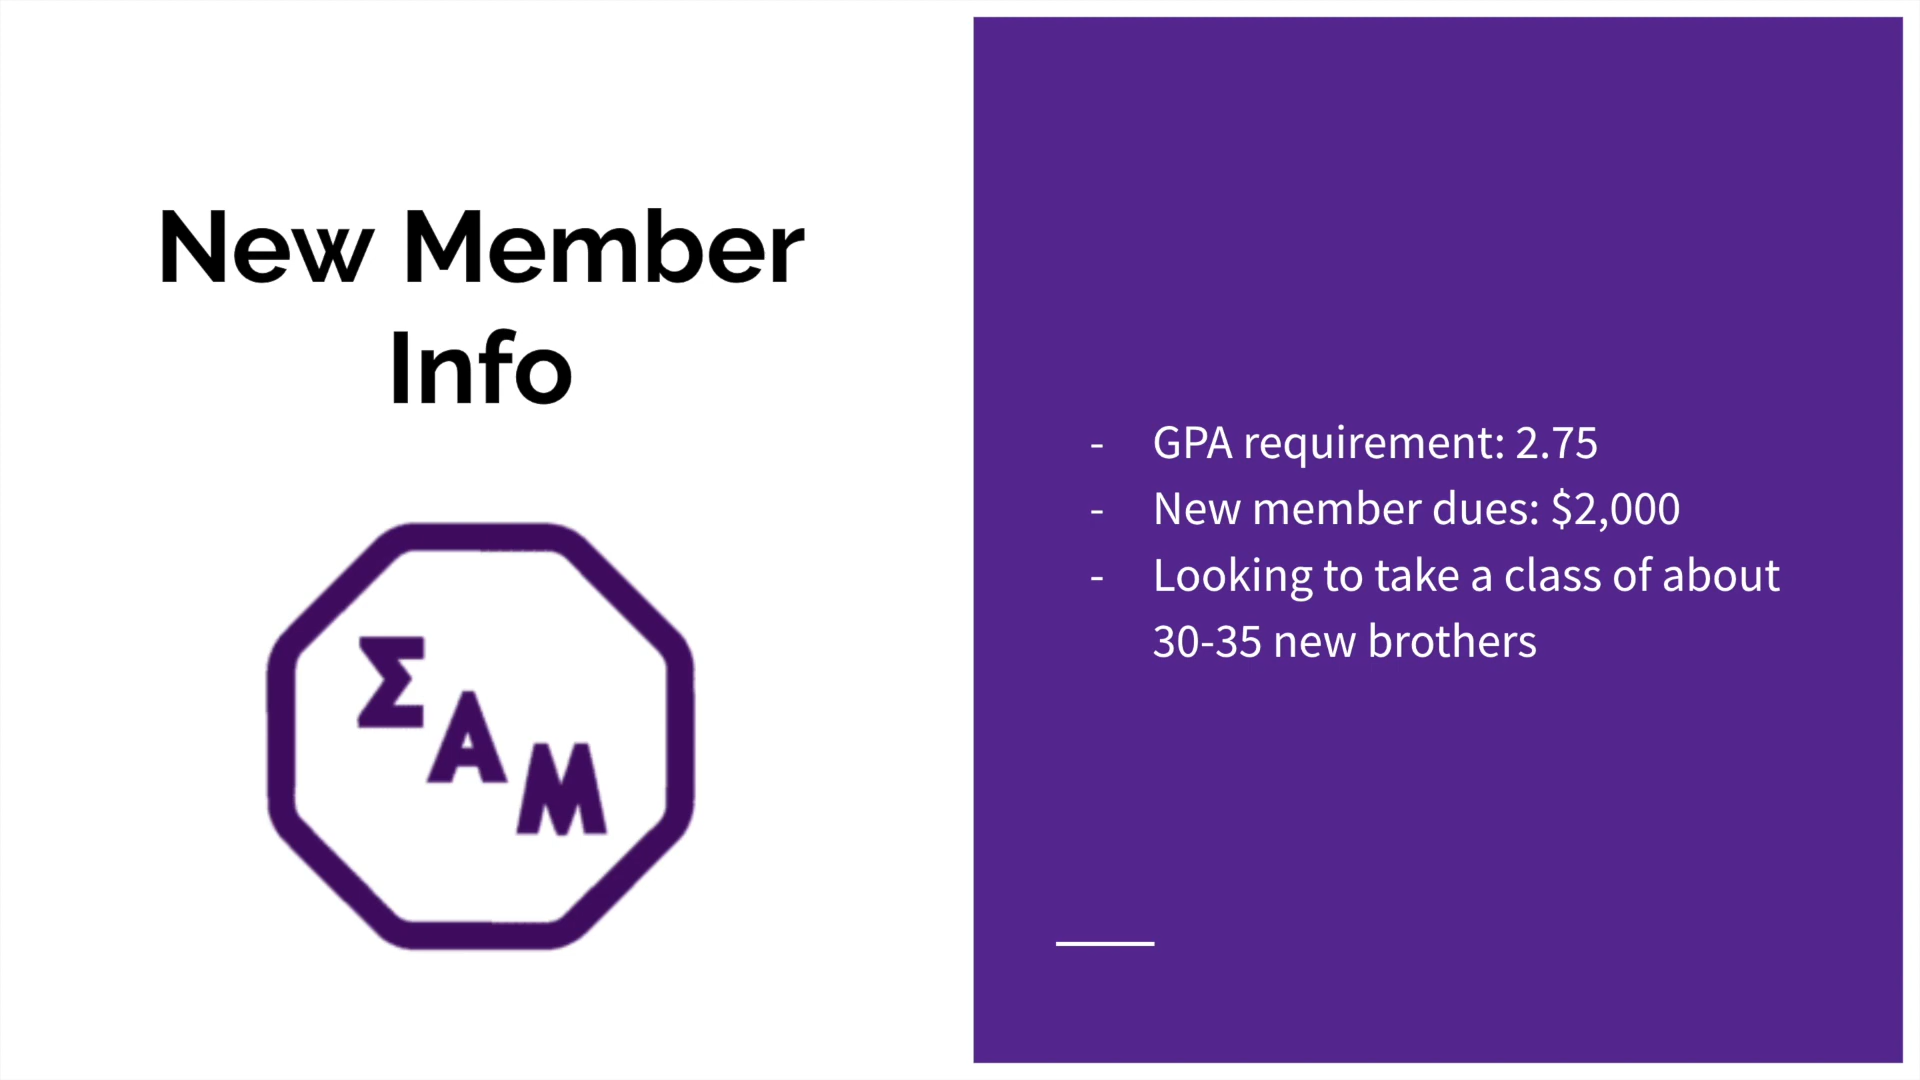 New Member
Info
ΣAM
- GPA requirement: 2.75
- New member dues: $2,000
- Looking to take a class of about
30-35 new brothers